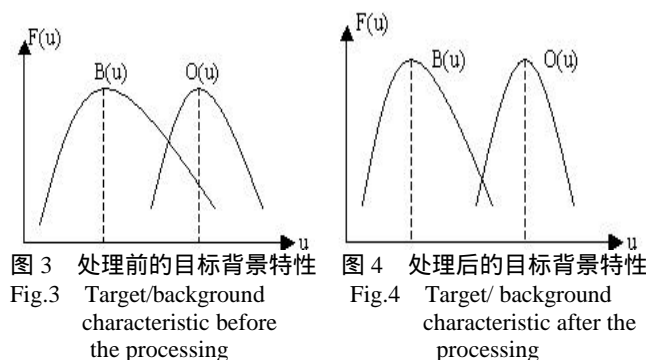 F(u)
B(u)
O(u)
u
图 3 处理前的目标背景特性
Fig.3 Target/background
characteristic before
the processing
F(u)
B(u)
O(u)
u
图 4 处理后的目标背景特性
Fig.4 Target/ background
characteristic after the
processing